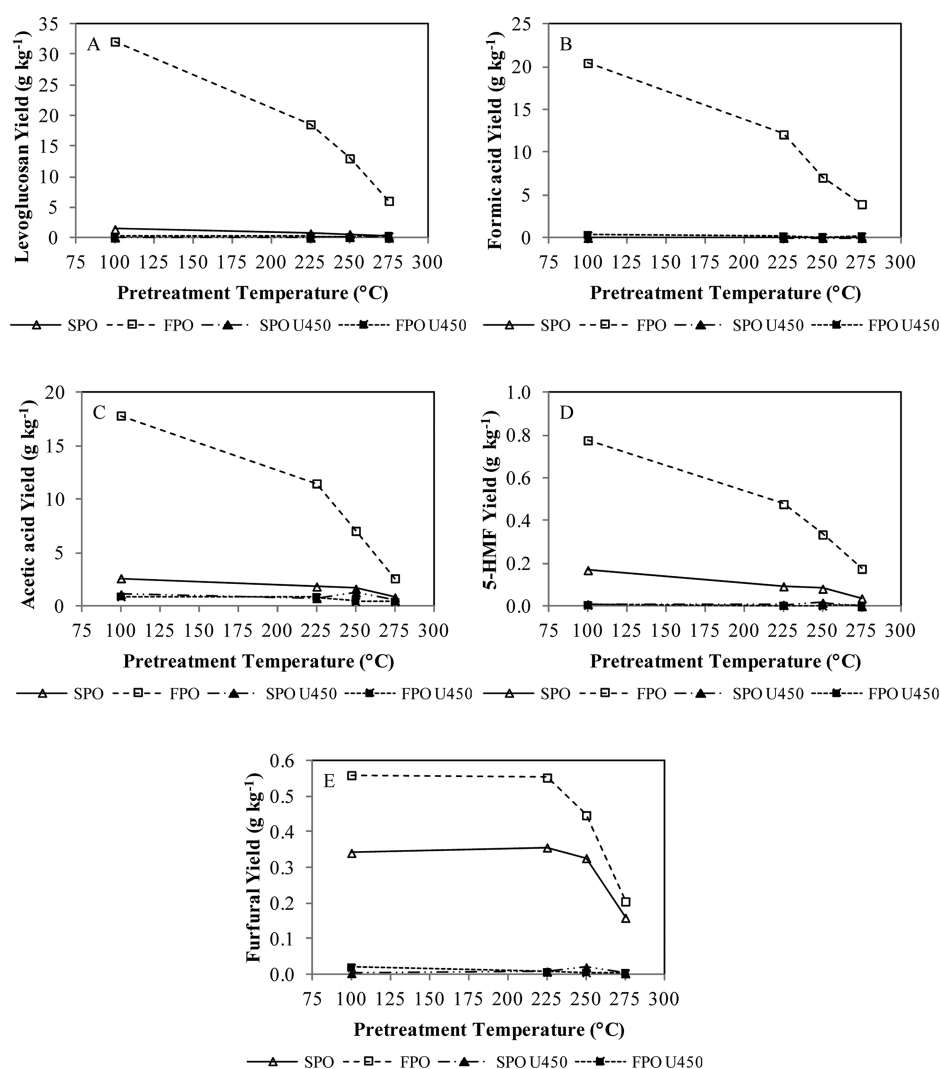 A
Levoglucosan Yield (g kg⁻¹)
35
30
25
20
15
10
5
0
75 100 125 150 175 200 225 250 275 300
Pretreatment Temperature (°C)
SPO FPO SPO U450 FPO U450
B
Formic acid Yield (g kg⁻¹)
25
20
15
10
5
0
75 100 125 150 175 200 225 250 275 300
Pretreatment Temperature (°C)
SPO FPO SPO U450 FPO U450
C
Acetic acid Yield (g kg⁻¹)
20
15
10
5
0
75 100 125 150 175 200 225 250 275 300
Pretreatment Temperature (°C)
SPO FPO SPO U450 FPO U450
D
5-HMF Yield (g kg⁻¹)
1.0
0.8
0.6
0.4
0.2
0.0
75 100 125 150 175 200 225 250 275 300
Pretreatment Temperature (°C)
SPO FPO SPO U450 FPO U450
E
Furfural Yield (g kg⁻¹)
0.6
0.5
0.4
0.3
0.2
0.1
0.0
75 100 125 150 175 200 225 250 275 300
Pretreatment Temperature (°C)
SPO FPO SPO U450 FPO U450